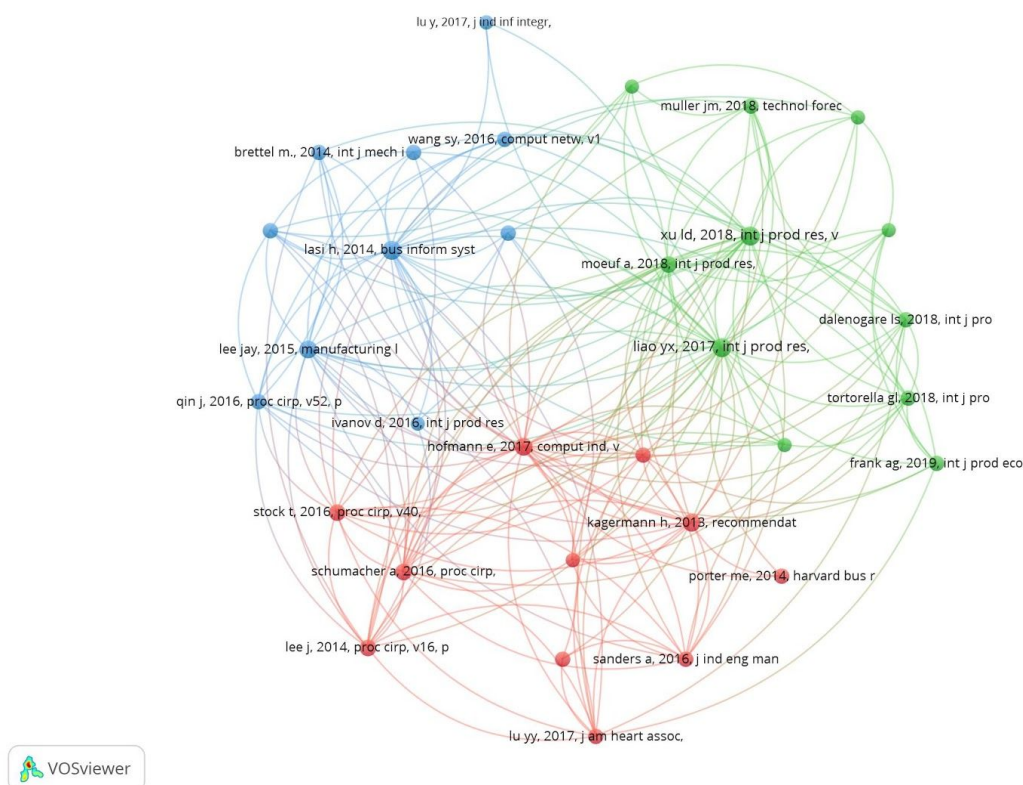 lu y, 2017, j ind inf integr,
muller jm, 2018, technol forec
wang sy, 2016, comput netw, v1
brettel m., 2014, int j mech i
xu ld, 2018, int j prod res, v
lasi h, 2014, bus inform syst
moeuf a, 2018, int j prod res,
dalenogare ls, 2018, int j pro
liao yx, 2017, int j prod res,
lee jay, 2015, manufacturing l
tortorella gl, 2018, int j pro
qin j, 2016, proc cirp, v52, p
ivanov d, 2016, int j prod res
hofmann e, 2017, comput ind, v
frank ag, 2019, int j prod eco
stock t, 2016, proc cirp, v40,
kagermann h, 2013, recommendat
schumacher a, 2016, proc cirp,
porter me, 2014, harvard bus r
lee j, 2014, proc cirp, v16, p
sanders a, 2016, j ind eng man
lu yy, 2017, j am heart assoc,
VOSviewer